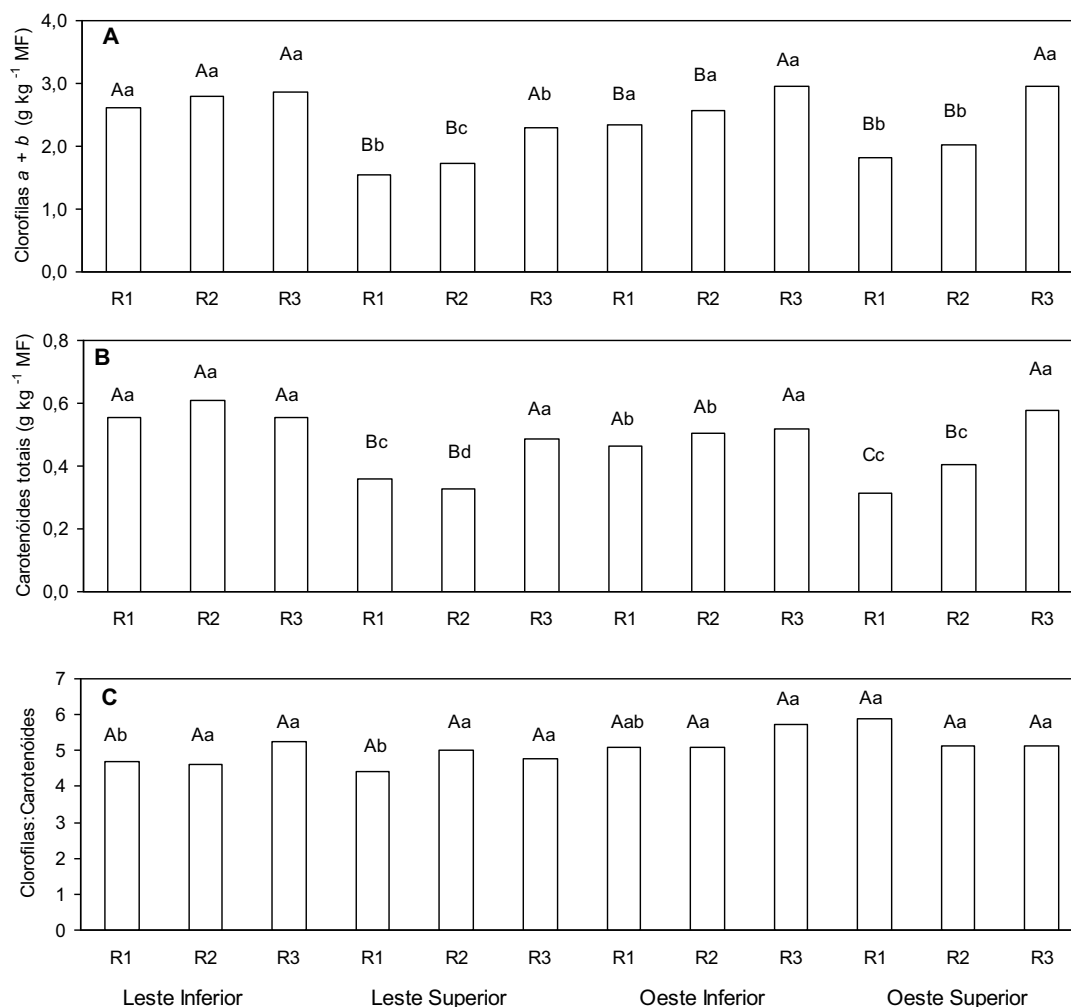 A
Clorofilas a + b (g kg -1 MF)
4,0
3,0
2,0
1,0
0,0
Aa Aa Aa Bb Bc Ab Ba Ba Aa Bb Bb Aa
R1 R2 R3 R1 R2 R3 R1 R2 R3 R1 R2 R3
B
Carotenóides totais (g kg -1 MF)
0,8
0,6
0,4
0,2
0,0
Aa Aa Aa Bc Bd Aa Ab Ab Aa Cc Bc Aa
R1 R2 R3 R1 R2 R3 R1 R2 R3 R1 R2 R3
C
Clorofilas:Carotenóides
7
6
5
4
3
2
1
0
Ab Aa Aa Ab Aa Aa Aab Aa Aa Aa Aa Aa
R1 R2 R3 R1 R2 R3 R1 R2 R3 R1 R2 R3
Leste Inferior Leste Superior Oeste Inferior Oeste Superior